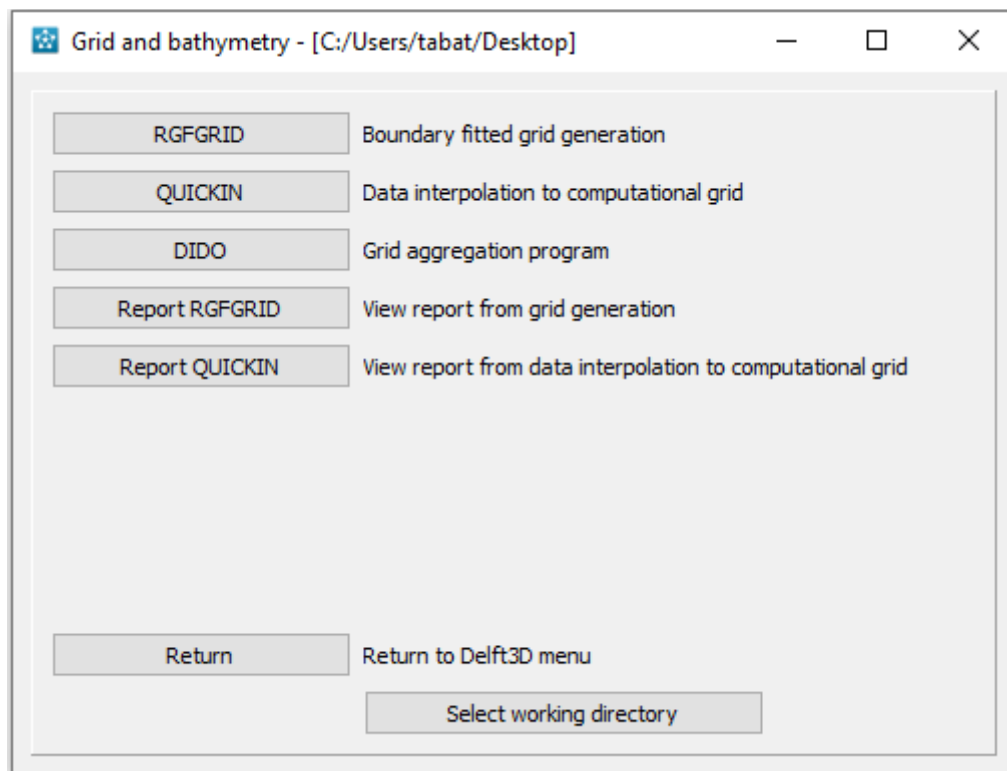 Grid and bathymetry - [C:/Users/tabat/Desktop]
RGFGRID Boundary fitted grid generation
QUICKIN Data interpolation to computational grid
DIDO Grid aggregation program
Report RGFGRID View report from grid generation
Report QUICKIN View report from data interpolation to computational grid
Return Return to Delft3D menu
Select working directory